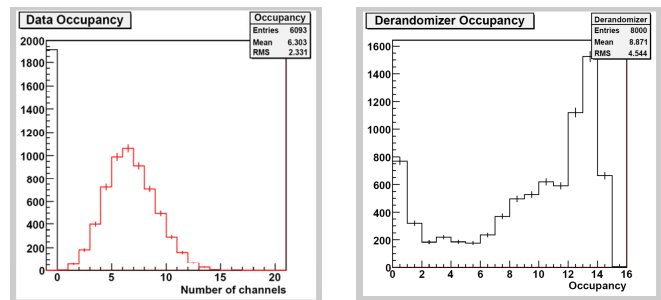 Data Occupancy
Occupancy
Entries 6093
Mean 6.303
RMS 2.331
2000
1800
1600
1400
1200
1000
800
600
400
200
0
0 5 10 15 20
Number of channels
Derandomizer Occupancy
Derandomizer
Entries 8000
Mean 8.871
RMS 4.544
1600
1400
1200
1000
800
600
400
200
0
0 2 4 6 8 10 12 14 16
Occupancy